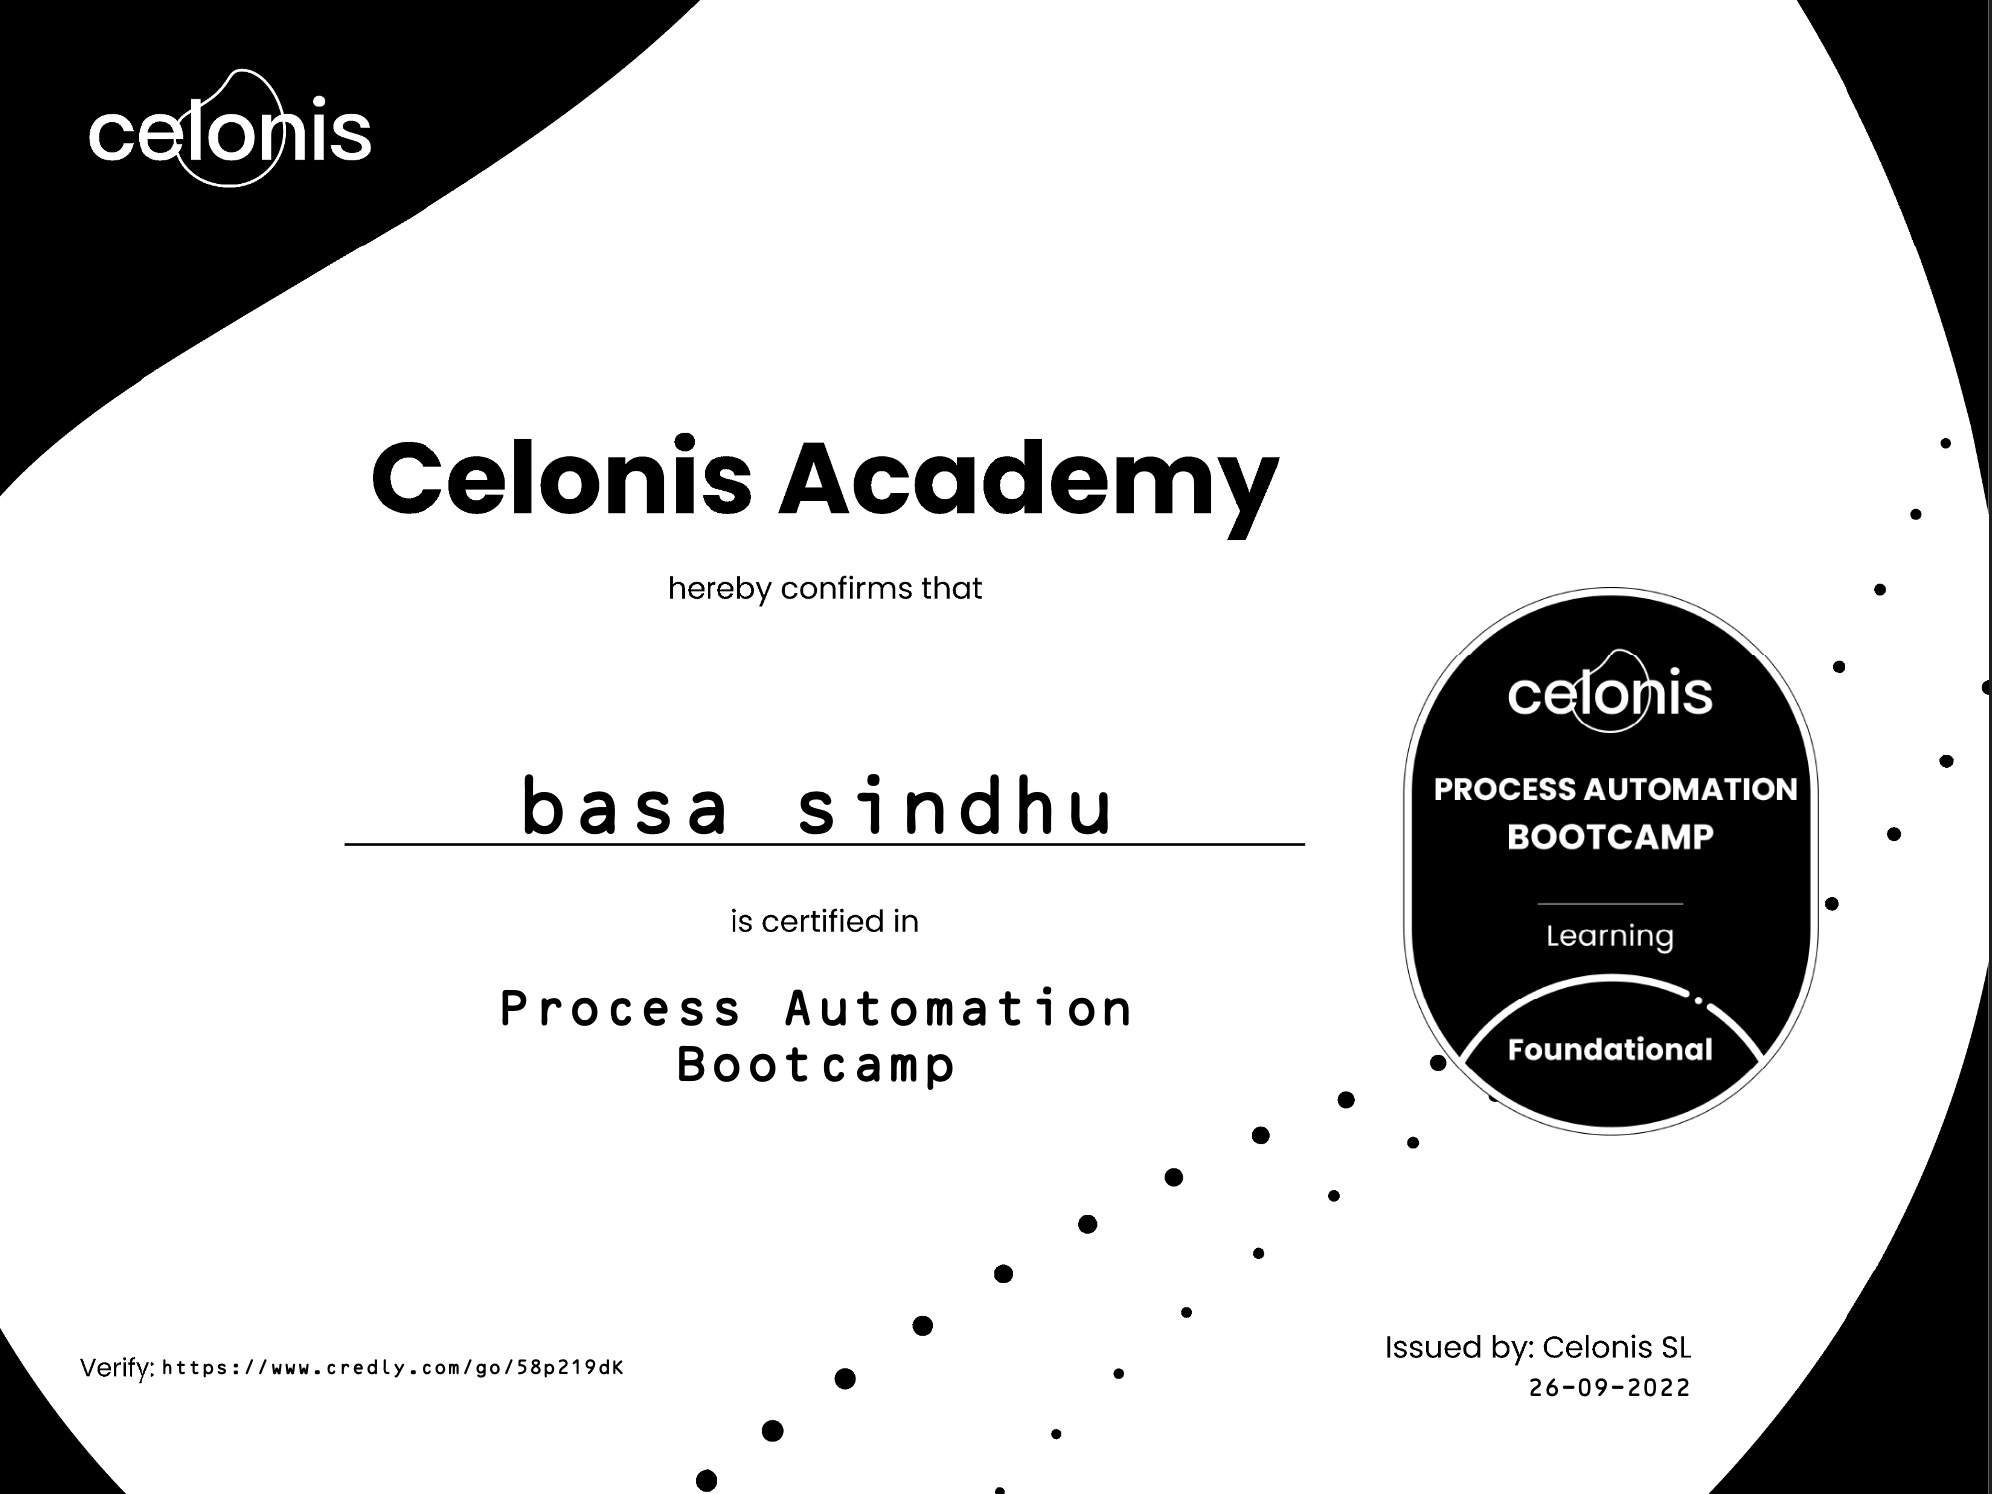 celonis
Celonis Academy
hereby confirms that
basa sindhu
is certified in
Process Automation
Bootcamp
celonis
PROCESS AUTOMATION
BOOTCAMP
Learning
Foundational
Verify: https://www.credly.com/go/58p219dK
Issued by: Celonis SL
26-09-2022